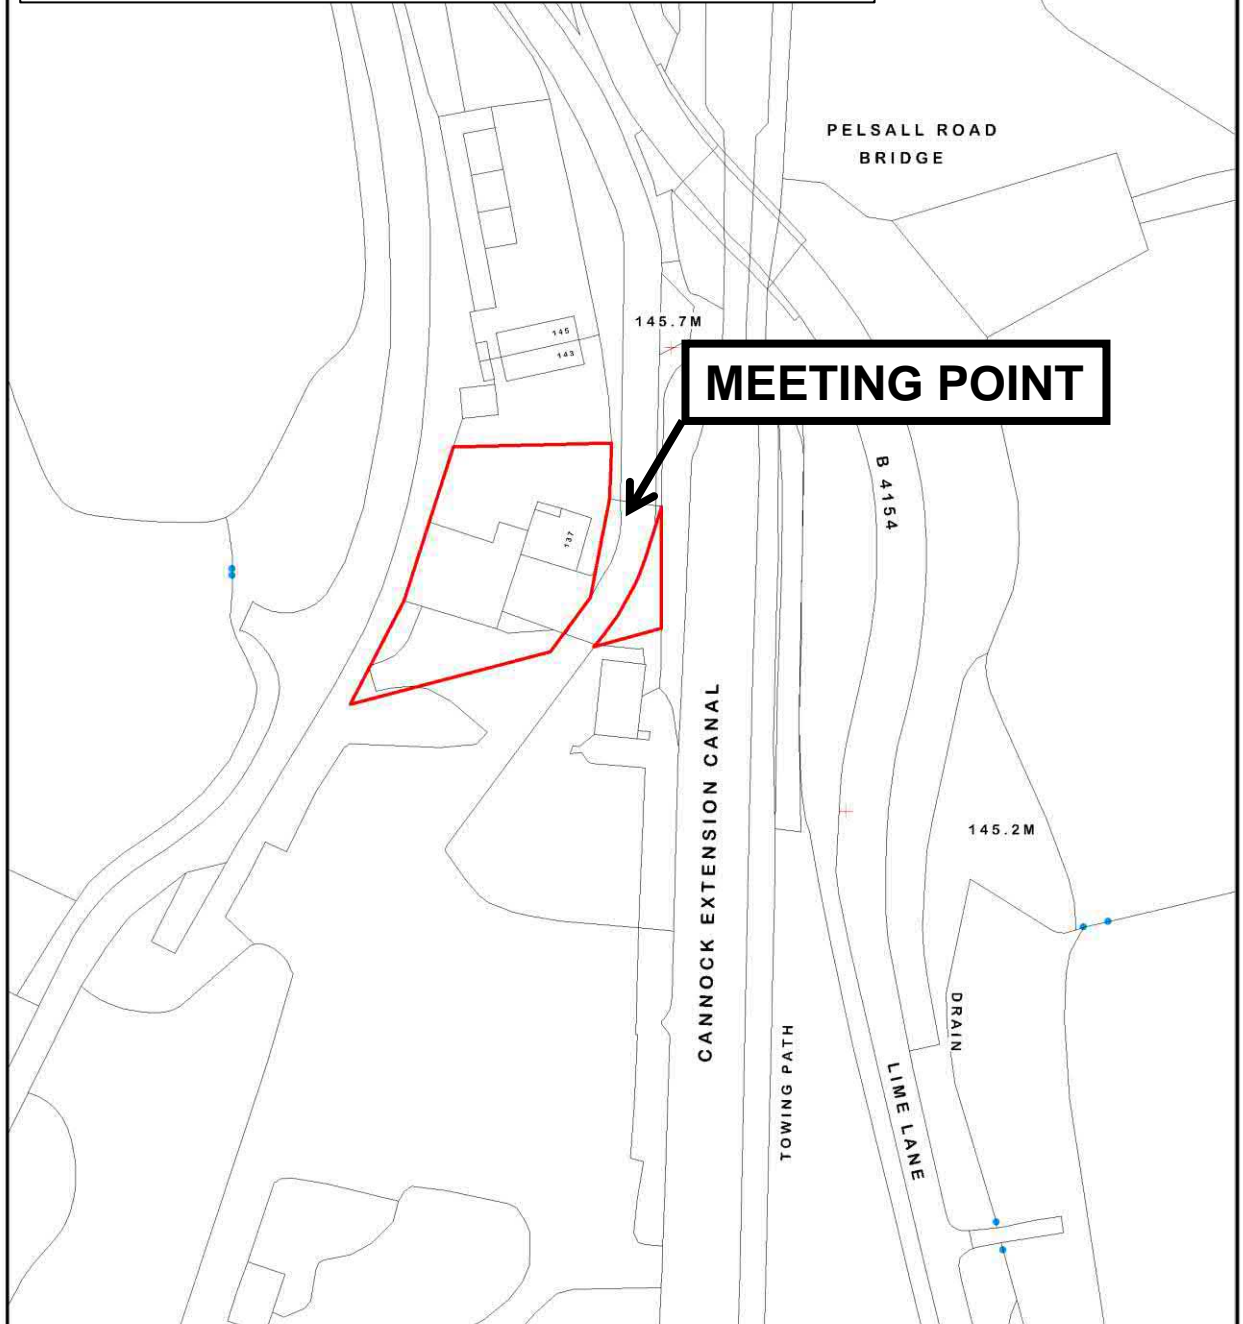 PELSALL ROAD
BRIDGE
145.7M
145
143
MEETING POINT
B 4154
137
CANNOCK EXTENSION CANAL
145.2M
DRAIN
TOWING PATH
LIME LANE